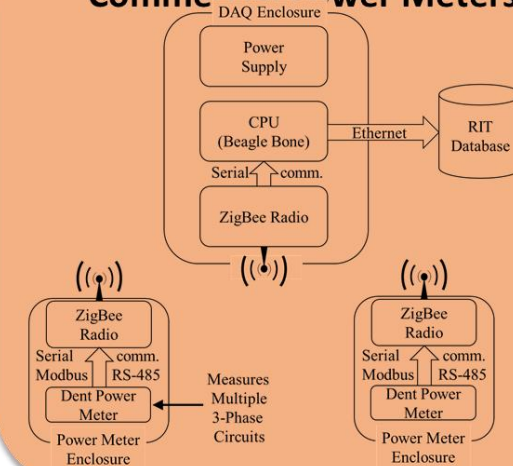 Power Meters
DAQ Enclosure
Power
Supply
CPU
(Beagle Bone)
Ethernet
RIT
Database
Serial comm.
ZigBee Radio
ZigBee
Radio
Serial comm.
Modbus RS-485
Dent Power
Meter
Power Meter
Enclosure
Measures
Multiple
3-Phase
Circuits
ZigBee
Radio
Serial comm.
Modbus RS-485
Dent Power
Meter
Power Meter
Enclosure